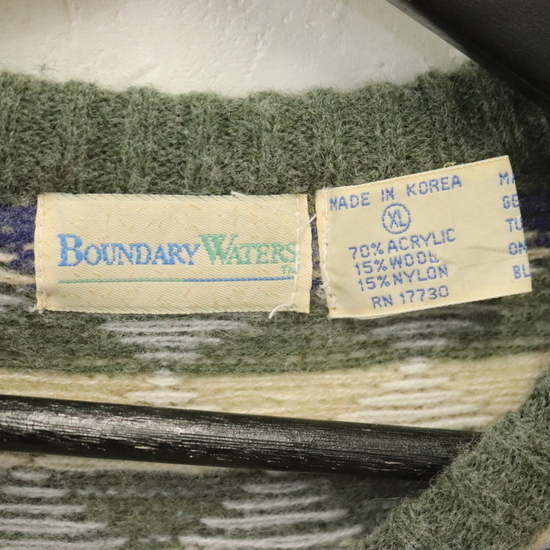 BOUNDARY WATERS
TM
MADE IN KOREA
XL
70% ACRYLIC
15% WOOL
15% NYLON
RN 17730